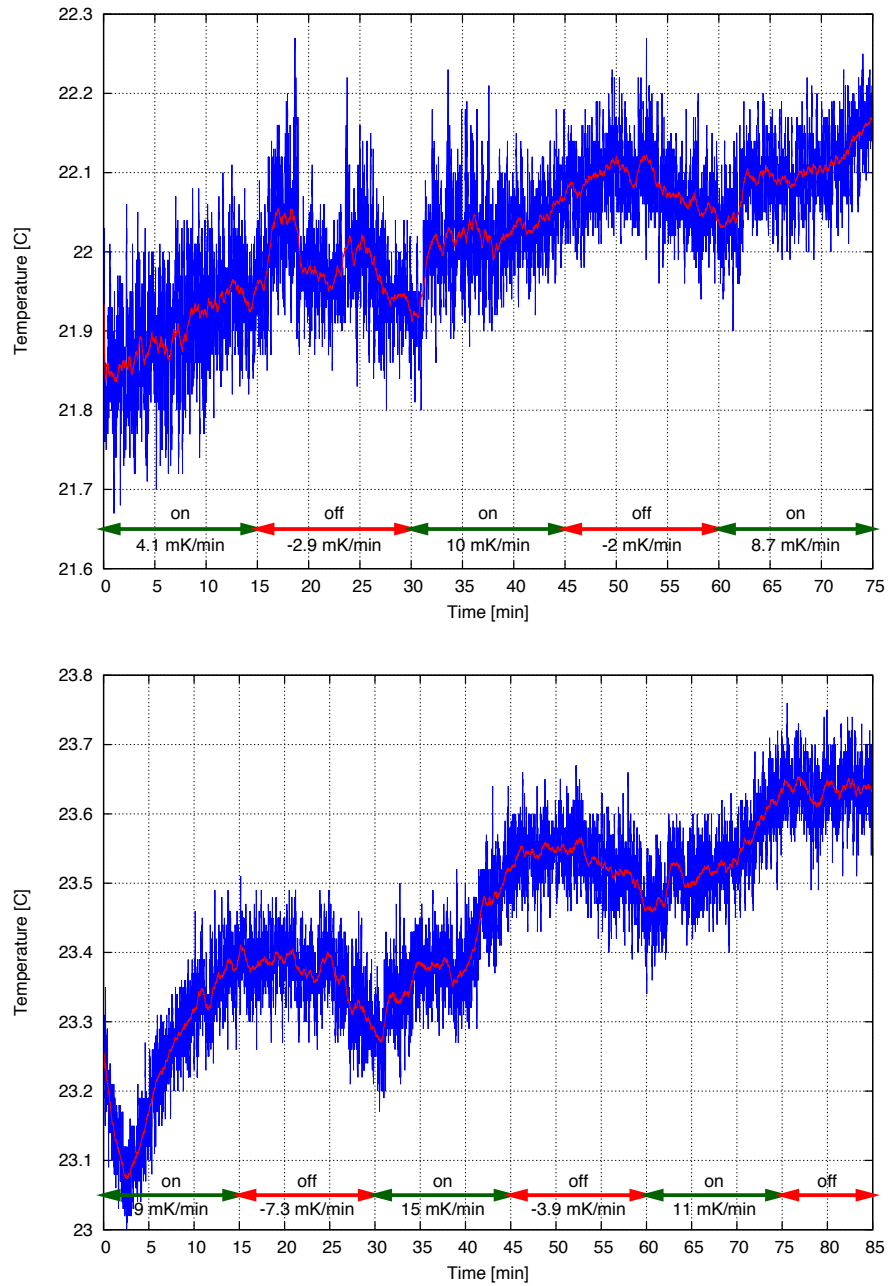 22.3
22.2
22.1
22
21.9
21.8
21.7
21.6
Temperature [C]
on off on off on
4.1 mK/min -2.9 mK/min 10 mK/min -2 mK/min 8.7 mK/min
0 5 10 15 20 25 30 35 40 45 50 55 60 65 70 75
Time [min]
23.8
23.7
23.6
23.5
23.4
23.3
23.2
23.1
23
Temperature [C]
on off on off on off
9 mK/min -7.3 mK/min 15 mK/min -3.9 mK/min 11 mK/min
0 5 10 15 20 25 30 35 40 45 50 55 60 65 70 75 80 85
Time [min]